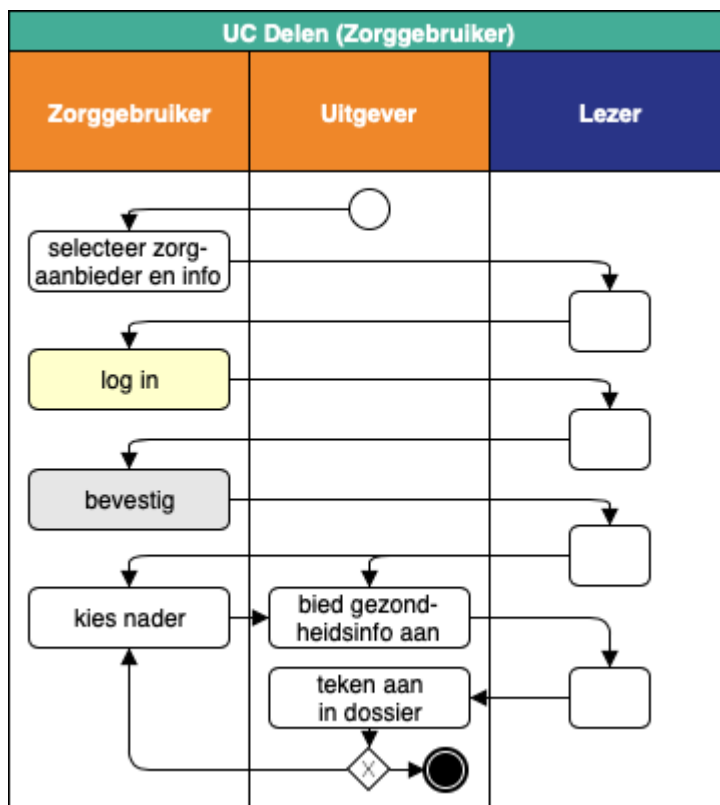 UC Delen (Zorggebruiker)
Zorggebruiker
Uitgever
Lezer
selecteer zorg-
aanbieder en info
log in
bevestig
kies nader
bied gezond-
heidsinfo aan
teken aan
in dossier
X